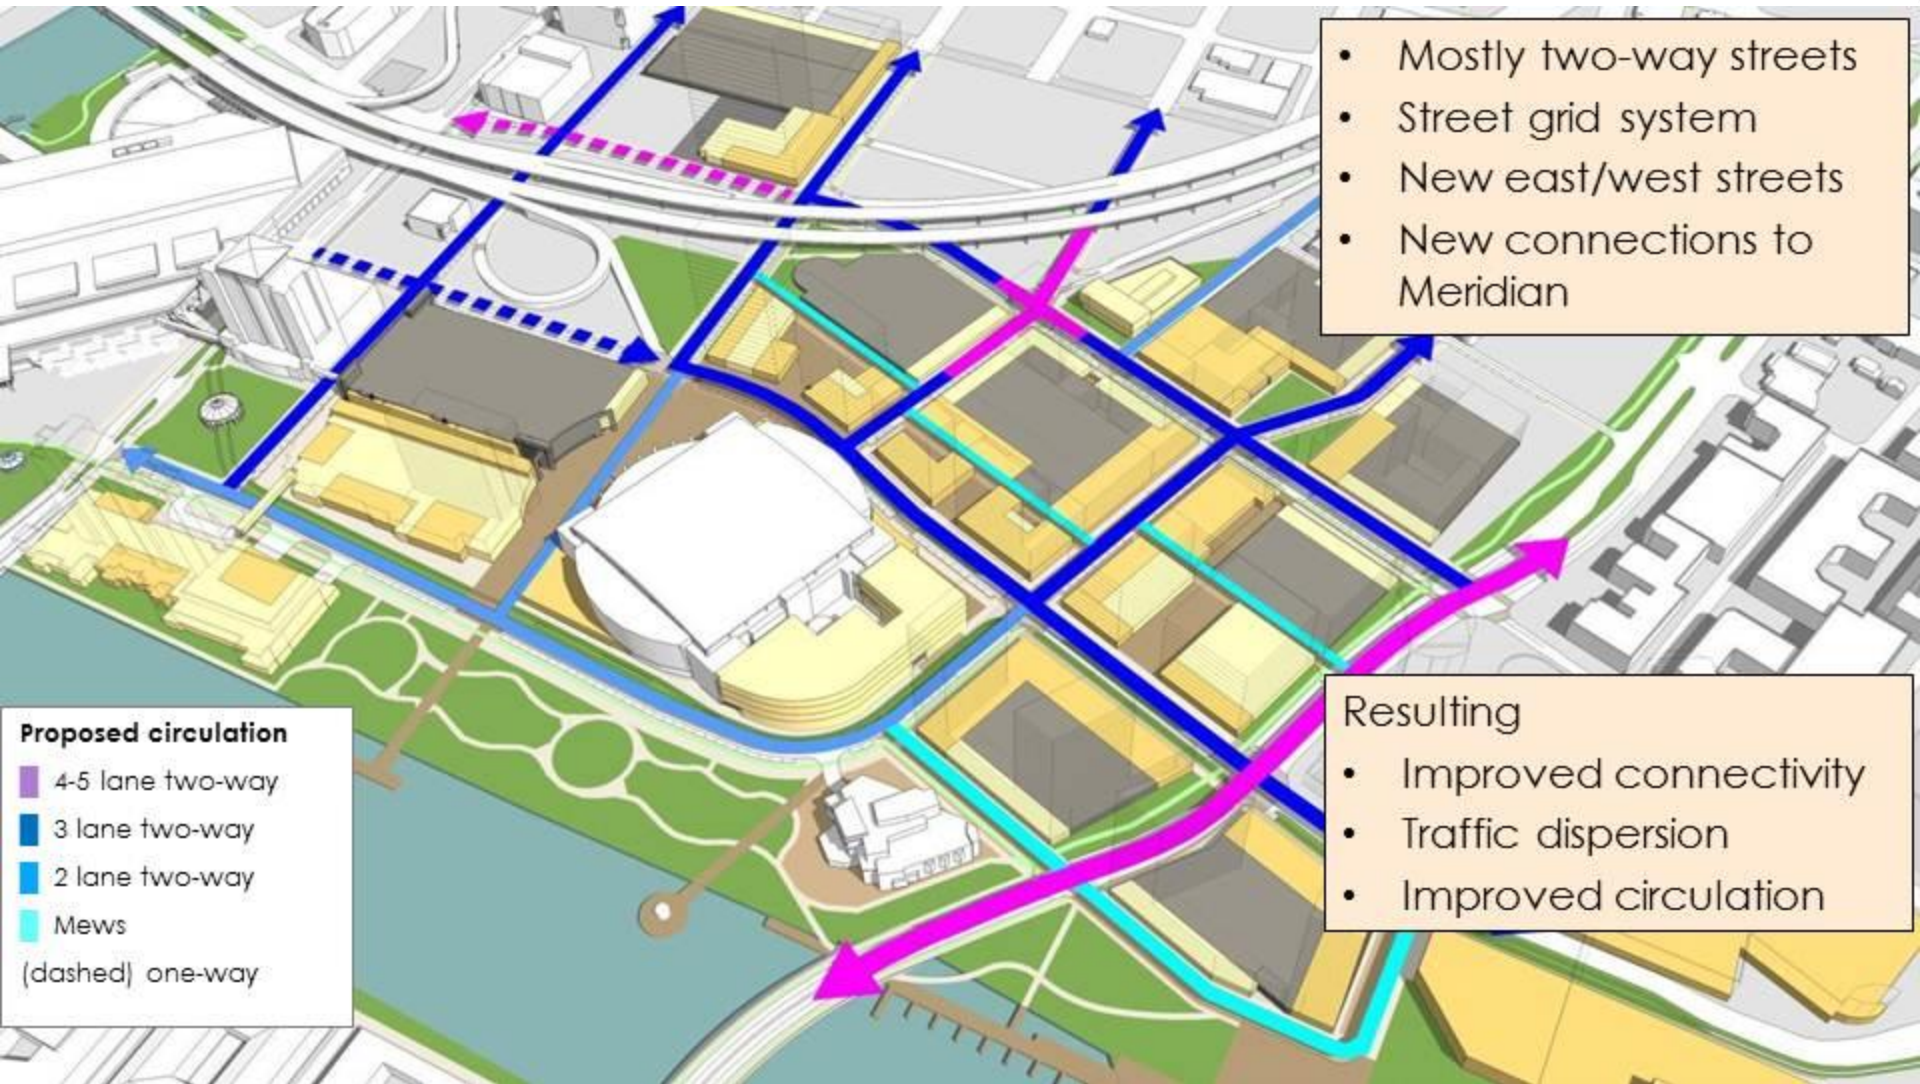 • Mostly two-way streets
• Street grid system
• New east/west streets
• New connections to
Meridian
Proposed circulation
4-5 lane two-way
3 lane two-way
2 lane two-way
Mews
(dashed) one-way
Resulting
• Improved connectivity
• Traffic dispersion
• Improved circulation